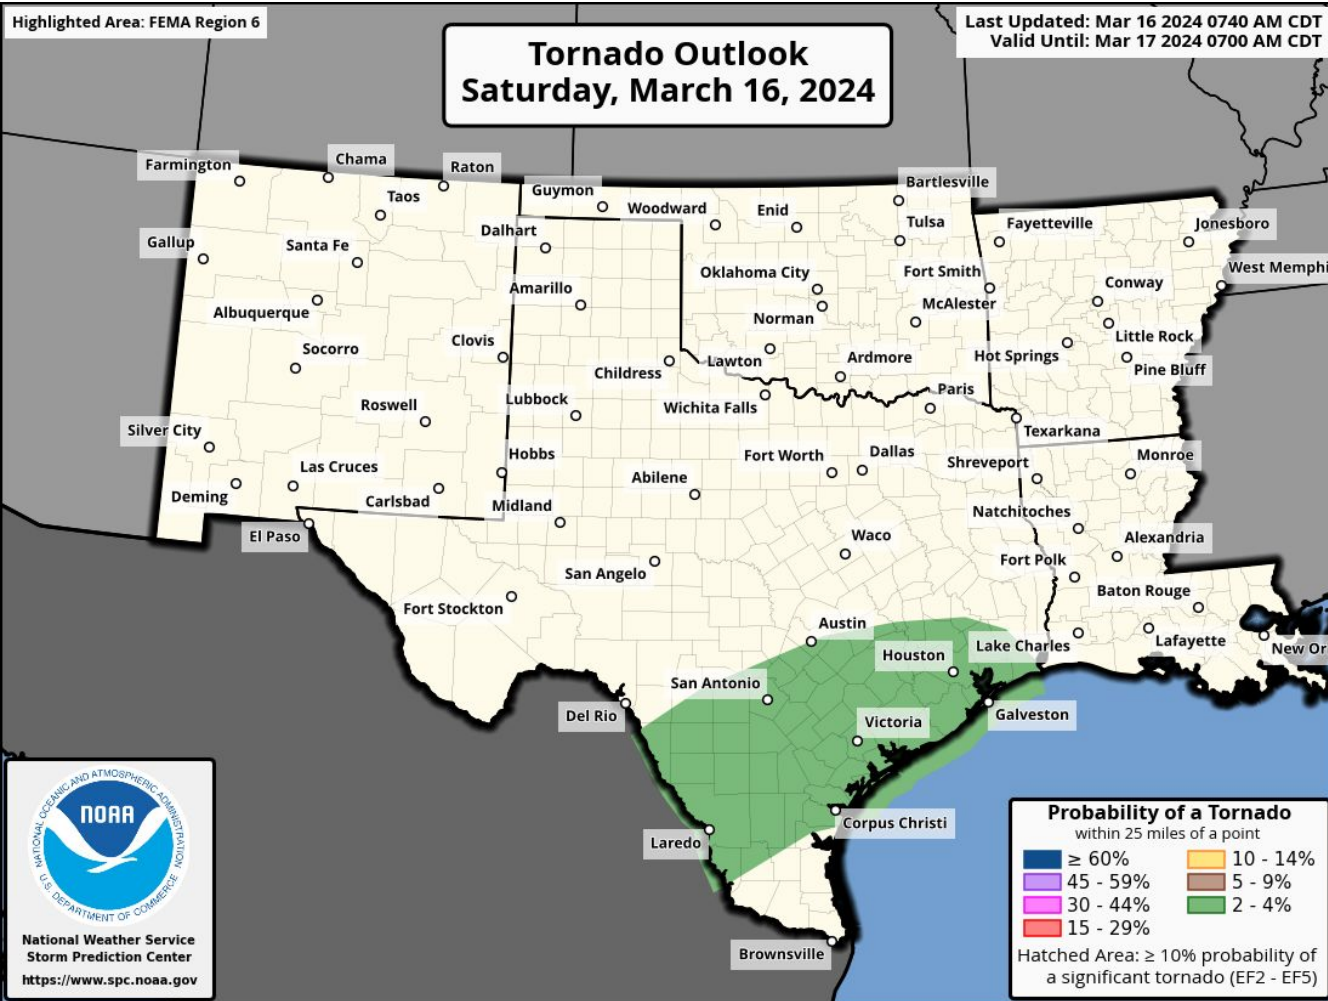 Highlighted Area: FEMA Region 6
Tornado Outlook
Saturday, March 16, 2024
Last Updated: Mar 16 2024 0740 AM CDT
Valid Until: Mar 17 2024 0700 AM CDT
Farmington
Chama
Raton
Taos
Guymon
Woodward
Enid
Bartlesville
Tulsa
Fayetteville
Jonesboro
Gallup
Santa Fe
Dalhart
Oklahoma City
Fort Smith
West Memphi
Amarillo
Conway
Albuquerque
Norman
McAlester
Socorro
Clovis
Childress
Lawton
Ardmore
Hot Springs
Little Rock
Pine Bluff
Roswell
Lubbock
Wichita Falls
Paris
Texarkana
Silver City
Hobbs
Fort Worth
Dallas
Shreveport
Monroe
Las Cruces
Abilene
Deming
Carlsbad
Midland
Natchitoches
El Paso
Waco
Alexandria
San Angelo
Fort Polk
Fort Stockton
Baton Rouge
Austin
Houston
Lake Charles
Lafayette
New Or
San Antonio
Del Rio
Victoria
Galveston
Corpus Christi
Laredo
Brownsville
NATIONAL OCEANIC AND ATMOSPHERIC ADMINISTRATION
NOAA
U.S. DEPARTMENT OF COMMERCE
National Weather Service
Storm Prediction Center
https://www.spc.noaa.gov
Probability of a Tornado
within 25 miles of a point
≥ 60%
45 - 59%
30 - 44%
15 - 29%
10 - 14%
5 - 9%
2 - 4%
Hatched Area: ≥ 10% probability of
a significant tornado (EF2 - EF5)